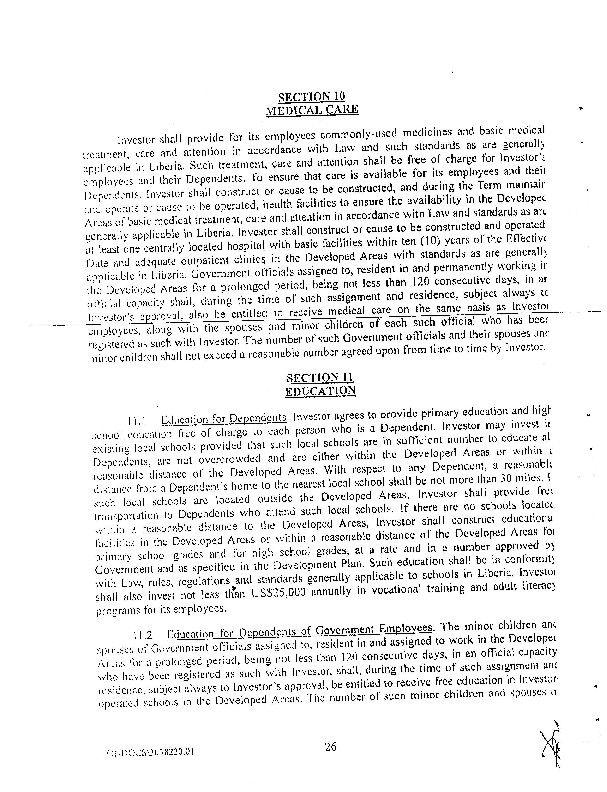 SECTION 10
MEDICAL CARE
Investor shall provide for its employees commonly-used medicines and basic medical
treatment, care and attention in accordance with Law and such standards as are generally
applicable in Liberia. Such treatment, care and attention shall be free of charge for Investor's
employees and their Dependents. To ensure that care is available for its employees and their
Dependents, Investor shall construct or cause to be constructed, and during the Term maintain
and operate or cause to be operated, health facilities to ensure the availability in the Developed
Areas of basic medical treatment, care and attention in accordance with Law and standards as are
generally applicable in Liberia. Investor shall construct or cause to be constructed and operated
at least one centrally located hospital with basic facilities within ten (10) years of the Effective
Date and adequate outpatient clinics in the Developed Areas with standards as are generally
applicable in Liberia. Government officials assigned to, resident in and permanently working in
the Developed Areas for a prolonged period, being not less than 120 consecutive days, in an
official capacity shall, during the time of such assignment and residence, subject always to
Investor's approval, also be entitled to receive medical care on the same basis as Investor
employees, along with the spouses and minor children of each such official who has been
registered as such with Investor. The number of such Government officials and their spouses and
minor children shall not exceed a reasonable number agreed upon from time to time by Investor.
SECTION 11
EDUCATION
11.1 Education for Dependents. Investor agrees to provide primary education and high
school education free of charge to each person who is a Dependent. Investor may invest in
existing local schools provided that such local schools are in sufficient number to educate all
Dependents, are not overcrowded and are either within the Developed Areas or within a
reasonable distance of the Developed Areas. With respect to any Dependent, a reasonable
distance from a Dependent's home to the nearest local school shall be not more than 30 miles. If
such local schools are located outside the Developed Areas, Investor shall provide free
transportation to Dependents who attend such local schools. If there are no schools located
within a reasonable distance to the Developed Areas, Investor shall construct educational
facilities in the Developed Areas or within a reasonable distance of the Developed Areas for
primary school grades and for high school grades, at a rate and in a number approved by
Government and as specified in the Development Plan. Such education shall be in conformity
with Law, rules, regulations and standards generally applicable to schools in Liberia. Investor
shall also invest not less than US$25,000 annually in vocational training and adult literacy
programs for its employees.
11.2 Education for Dependents of Government Employees. The minor children and
spouses of Government officials assigned to, resident in and assigned to work in the Developed
Areas for a prolonged period, being not less than 120 consecutive days, in an official capacity
who have been registered as such with Investor, shall, during the time of such assignment and
residence, subject always to Investor's approval, be entitled to receive free education in Investor-
operated schools in the Developed Areas. The number of such minor children and spouses of
26